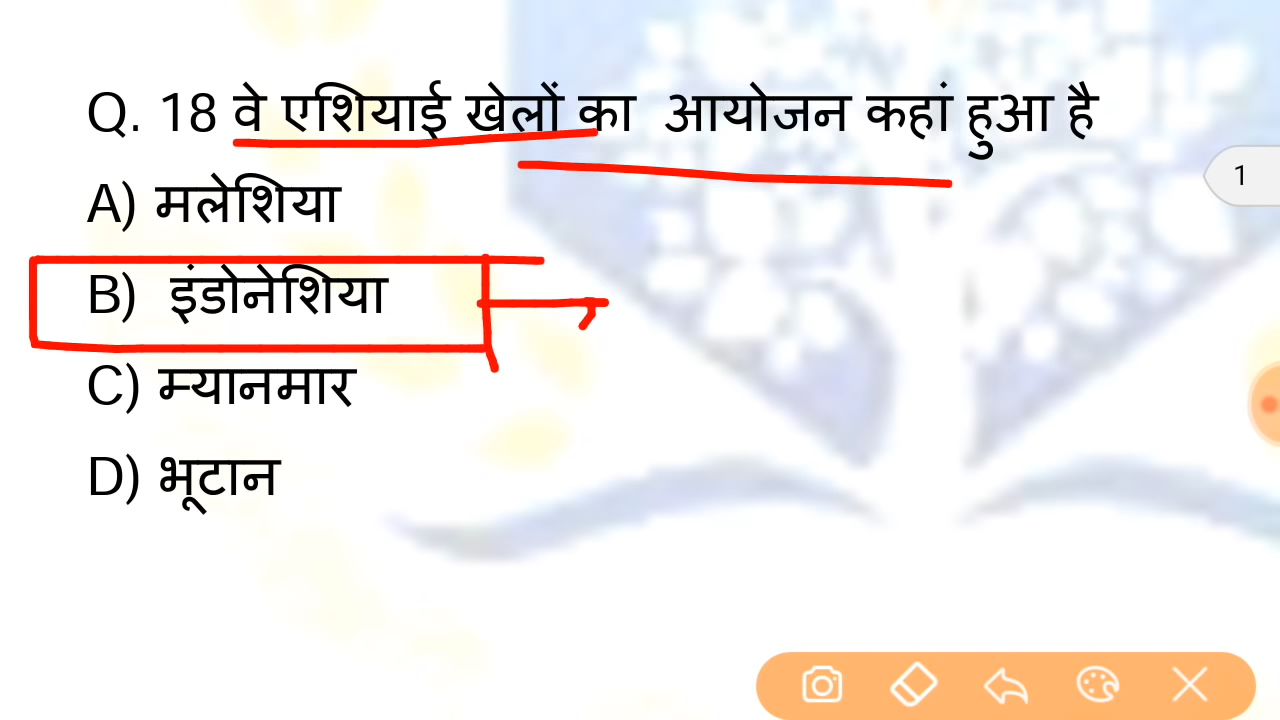 Q. 18 वे एशियाई खेलों का आयोजन कहां हुआ है
A) मलेशिया
1
B) इंडोनेशिया
C) म्यानमार
D) भूटान